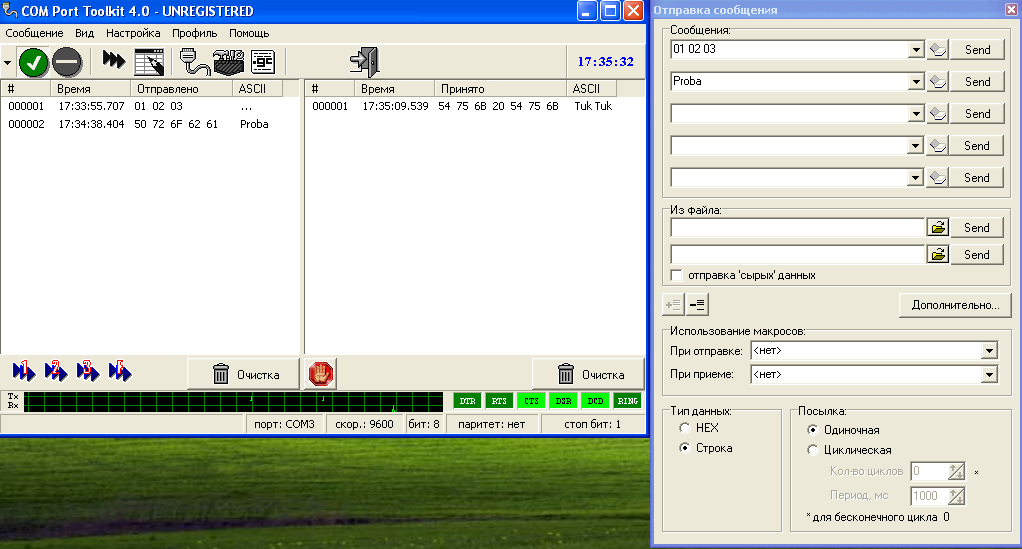 COM Port Toolkit 4.0 - UNREGISTERED
Сообщение Вид Настройка Профиль Помощь
17:35:32
# Время Отправлено ASCII
000001 17:33:55.707 01 02 03 ...
000002 17:34:38.404 50 72 6F 62 61 Proba
# Время Принято ASCII
000001 17:35:09.539 54 75 6B 20 54 75 6B Tuk Tuk
1 2 3 5
Очистка
Очистка
Tx
Rx
DTR RTS CTS DSR DCD RING
порт: COM3 скор.: 9600 бит: 8 паритет: нет стоп бит: 1
Отправка сообщения
Сообщения:
01 02 03 Send
Proba Send
Send
Send
Send
Из файла:
Send
Send
отправка 'сырых' данных
Дополнительно...
Использование макросов:
При отправке: <нет>
При приеме: <нет>
Тип данных:
HEX
Строка
Посылка:
Одиночная
Циклическая
Кол-во циклов 0 *
Период, мс 1000
* для бесконечного цикла 0